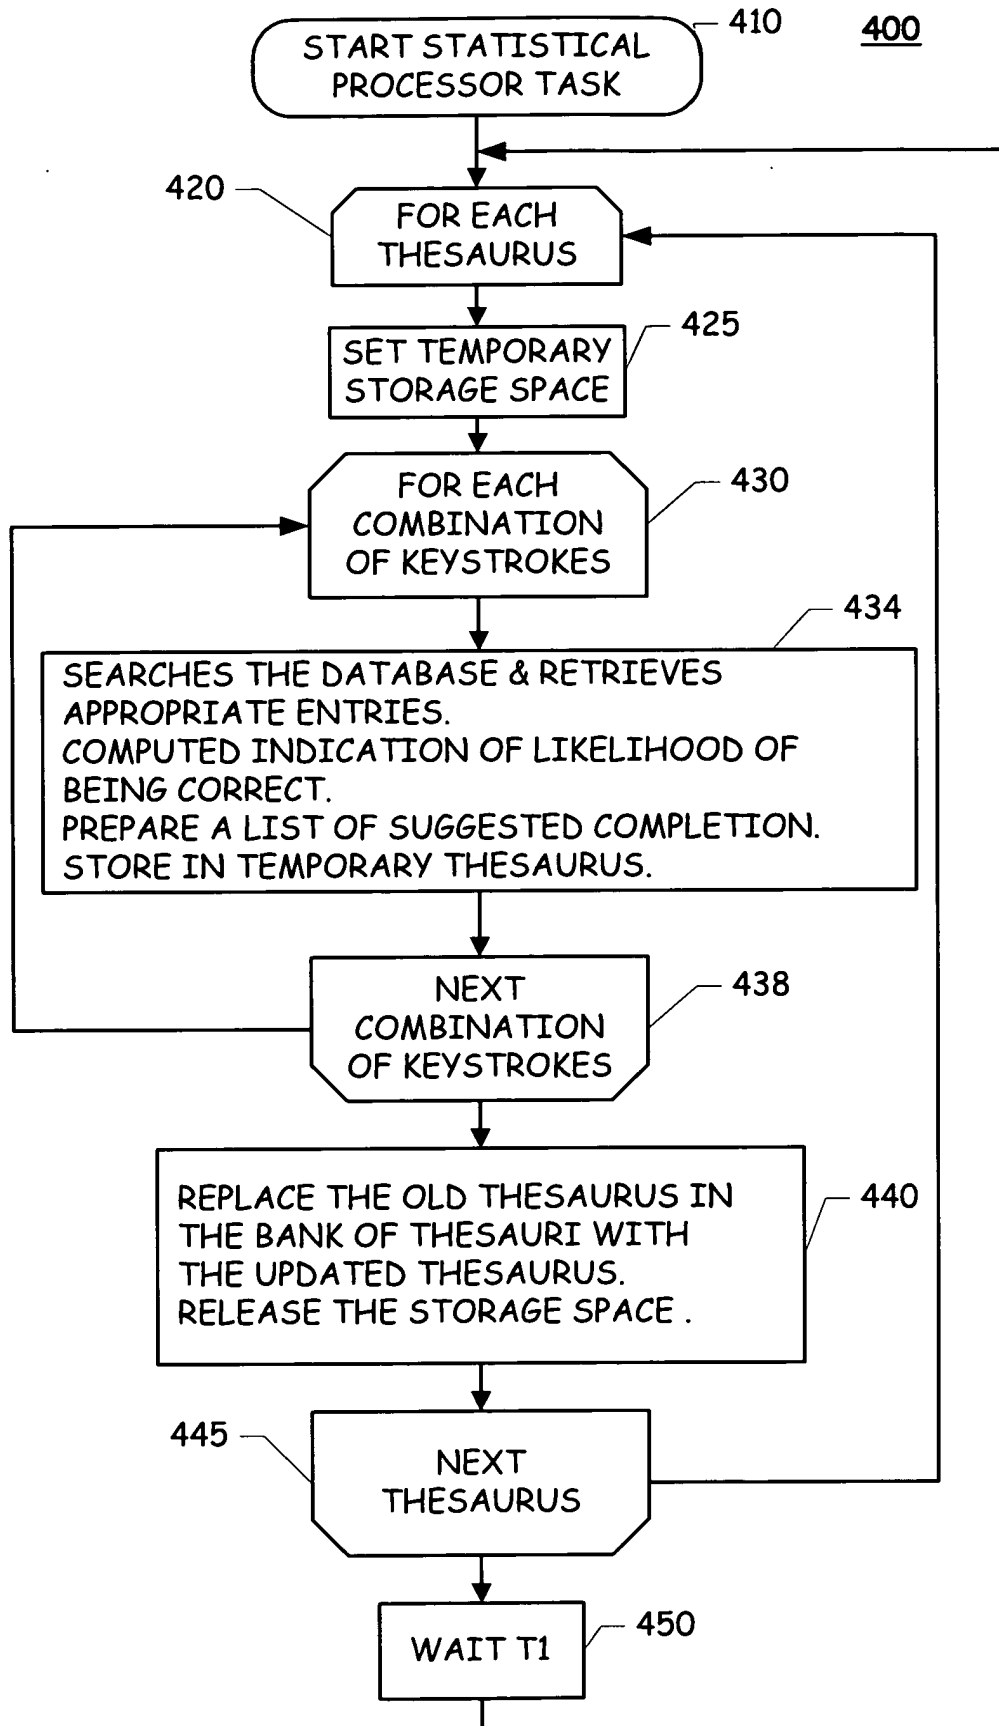 410
400
START STATISTICAL
PROCESSOR TASK
420
FOR EACH
THESAURUS
425
SET TEMPORARY
STORAGE SPACE
430
FOR EACH
COMBINATION
OF KEYSTROKES
434
SEARCHES THE DATABASE & RETRIEVES
APPROPRIATE ENTRIES.
COMPUTED INDICATION OF LIKELIHOOD OF
BEING CORRECT.
PREPARE A LIST OF SUGGESTED COMPLETION.
STORE IN TEMPORARY THESAURUS.
438
NEXT
COMBINATION
OF KEYSTROKES
440
REPLACE THE OLD THESAURUS IN
THE BANK OF THESAURI WITH
THE UPDATED THESAURUS.
RELEASE THE STORAGE SPACE .
445
NEXT
THESAURUS
450
WAIT T1